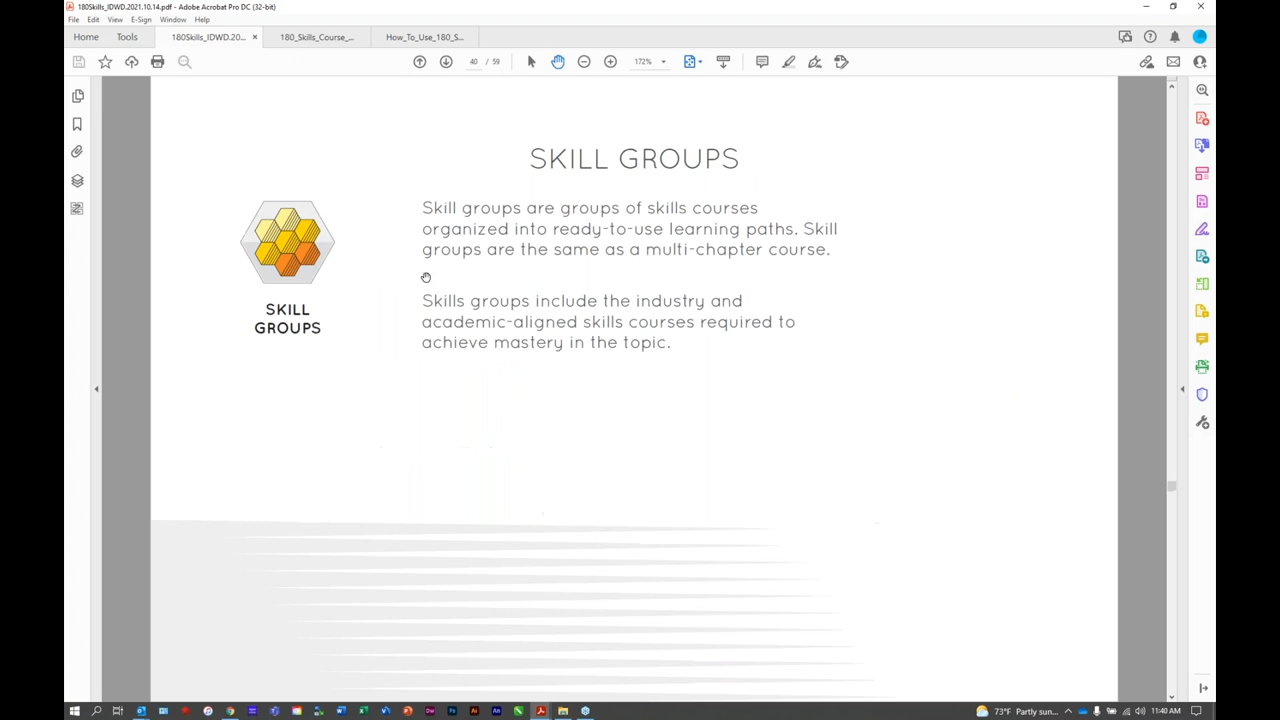 180Skills_IDWD.2021.10.14.pdf - Adobe Acrobat Pro DC (32-bit)
File Edit View E-Sign Window Help
Home Tools 180Skills_IDWD.20... × 180_Skills_Course_... How_To_Use_180_S...
40 / 59 172%
SKILL GROUPS
Skill groups are groups of skills courses
organized into ready-to-use learning paths. Skill
groups are the same as a multi-chapter course.
SKILL
GROUPS
Skills groups include the industry and
academic-aligned skills courses required to
achieve mastery in the topic.
73°F Partly sun... 11:40 AM